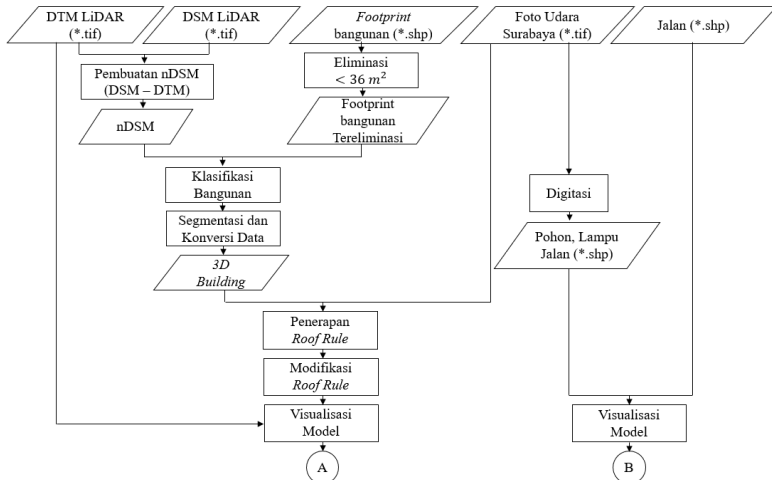 DTM LiDAR
(*.tif)
DSM LiDAR
(*.tif)
Footprint
bangunan (*.shp)
Foto Udara
Surabaya (*.tif)
Jalan (*.shp)
Pembuatan nDSM
(DSM – DTM)
Eliminasi
< 36 m²
nDSM
Footprint
bangunan
Tereliminasi
Klasifikasi
Bangunan
Digitasi
Segmentasi dan
Konversi Data
Pohon, Lampu
Jalan (*.shp)
3D
Building
Penerapan
Roof Rule
Modifikasi
Roof Rule
Visualisasi
Model
Visualisasi
Model
A
B